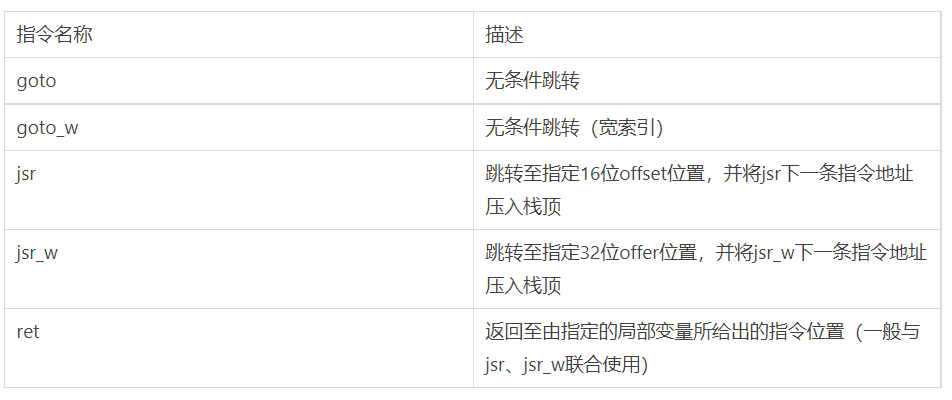 指令名称
描述
goto
无条件跳转
goto_w
无条件跳转（宽索引）
jsr
跳转至指定16位offset位置，并将jsr下一条指令地址
压入栈顶
jsr_w
跳转至指定32位offer位置，并将jsr_w下一条指令地址
压入栈顶
ret
返回至由指定的局部变量所给出的指令位置（一般与
jsr、jsr_w联合使用）